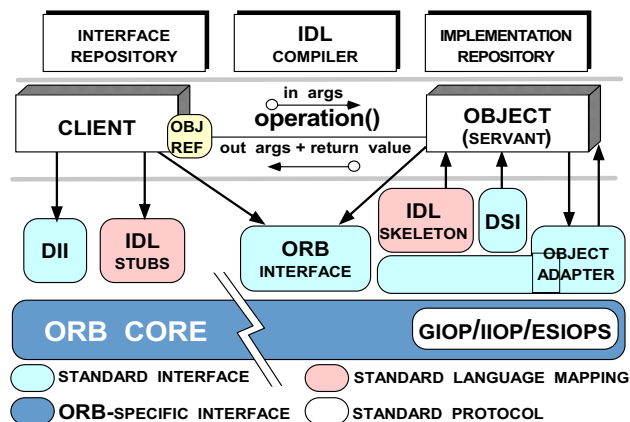 INTERFACE
REPOSITORY
IDL
COMPILER
IMPLEMENTATION
REPOSITORY
CLIENT
OBJ
REF
in args
operation()
out args + return value
OBJECT
(SERVANT)
DII
IDL
STUBS
ORB
INTERFACE
IDL
SKELETON
DSI
OBJECT
ADAPTER
ORB CORE
GIOP/IIOP/ESIOPS
STANDARD INTERFACE
STANDARD LANGUAGE MAPPING
ORB-SPECIFIC INTERFACE
STANDARD PROTOCOL